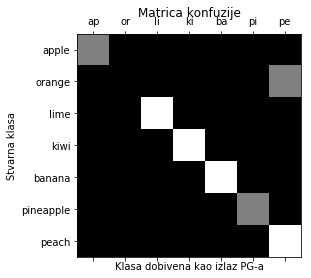 Matrica konfuzije
ap or li ki ba pi pe
apple
orange
lime
kiwi
banana
pineapple
peach
Stvarna klasa
Klasa dobivena kao izlaz PG-a